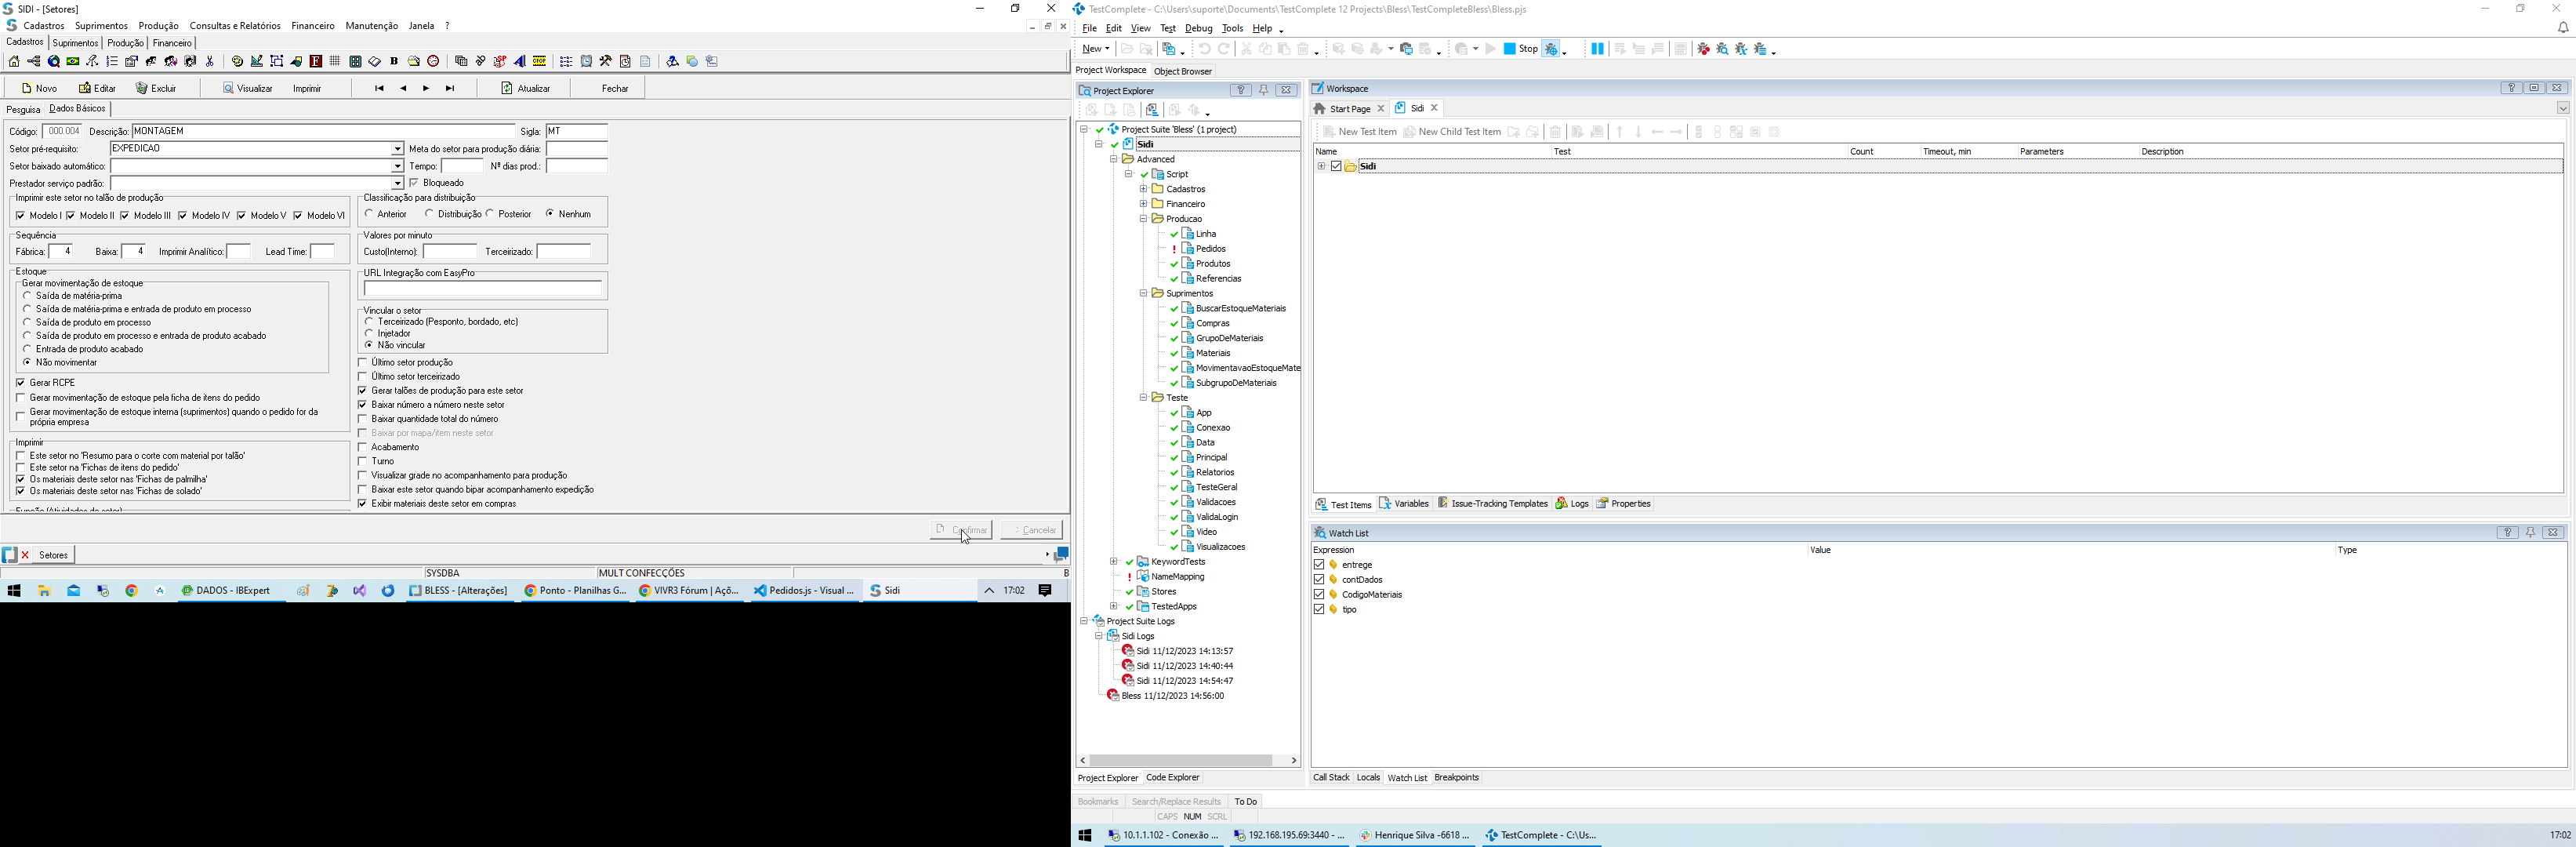 SIDI - [Setores]
Cadastros Suprimentos Produção Consultas e Relatórios Financeiro Manutenção Janela ?
Cadastros Suprimentos Produção Financeiro
Novo Editar Excluir Visualizar Imprimir Atualizar Fechar
Pesquisa Dados Básicos
Código: 000.004 Descrição: MONTAGEM Sigla: MT
Setor pré-requisito: EXPEDICAO Meta do setor para produção diária:
Setor baixado automático: Tempo: Nº dias prod.:
Prestador serviço padrão: Bloqueado
Imprimir este setor no talão de produção
Modelo I Modelo II Modelo III Modelo IV Modelo V Modelo VI
Classificação para distribuição
Anterior Distribuição Posterior Nenhum
Sequência
Fábrica: 4 Baixa: 4 Imprimir Analítico: Lead Time:
Valores por minuto
Custo(Interno): Terceirizado:
Estoque
Gerar movimentação de estoque
Saída de matéria-prima
Saída de matéria-prima e entrada de produto em processo
Saída de produto em processo
Saída de produto em processo e entrada de produto acabado
Entrada de produto acabado
Não movimentar
Gerar RCPE
Gerar movimentação de estoque pela ficha de itens do pedido
Gerar movimentação de estoque interna (suprimentos) quando o pedido for da
própria empresa
Imprimir
Este setor no 'Resumo para o corte com material por talão'
Este setor na 'Fichas de itens do pedido'
Os materiais deste setor nas 'Fichas de palmilha'
Os materiais deste setor nas 'Fichas de solado'
Função (Atividades do setor)
URL Integração com EasyPro
Vincular o setor
Terceirizado (Pesponto, bordado, etc)
Injetador
Não vincular
Último setor produção
Último setor terceirizado
Gerar talões de produção para este setor
Baixar número a número neste setor
Baixar quantidade total do número
Baixar por mapa/item neste setor
Acabamento
Turno
Visualizar grade no acompanhamento para produção
Baixar este setor quando bipar acompanhamento expedição
Exibir materiais deste setor em compras
Confirmar Cancelar
Setores
SYSDBA MULT CONFECÇÕES B
DADOS - IBExpert BLESS - [Alterações] Ponto - Planilhas G... VIVR3 Fórum | Açõ... Pedidos.js - Visual ... Sidi 17:02
TestComplete - C:\Users\suporte\Documents\TestComplete 12 Projects\Bless\TestCompleteBless\Bless.pjs
File Edit View Test Debug Tools Help
New Stop
Project Workspace Object Browser
Project Explorer
Project Suite 'Bless' (1 project)
Sidi
Advanced
Script
Cadastros
Financeiro
Producao
Linha
Pedidos
Produtos
Referencias
Suprimentos
BuscarEstoqueMateriais
Compras
GrupoDeMateriais
Materiais
MovimentavaoEstoqueMate
SubgrupoDeMateriais
Teste
App
Conexao
Data
Principal
Relatorios
TesteGeral
Validacoes
ValidaLogin
Video
Visualizacoes
KeywordTests
NameMapping
Stores
TestedApps
Project Suite Logs
Sidi Logs
Sidi 11/12/2023 14:13:57
Sidi 11/12/2023 14:40:44
Sidi 11/12/2023 14:54:47
Bless 11/12/2023 14:56:00
Project Explorer Code Explorer
Workspace
Start Page Sidi
New Test Item New Child Test Item
Name Test Count Timeout, min Parameters Description
Sidi
Test Items Variables Issue-Tracking Templates Logs Properties
Watch List
Expression Value Type
entrege
contDados
CodigoMateriais
tipo
Call Stack Locals Watch List Breakpoints
Bookmarks Search/Replace Results To Do
CAPS NUM SCRL
10.1.1.102 - Conexão ... 192.168.195.69:3440 - ... Henrique Silva -6618 ... TestComplete - C:\Us... 17:02